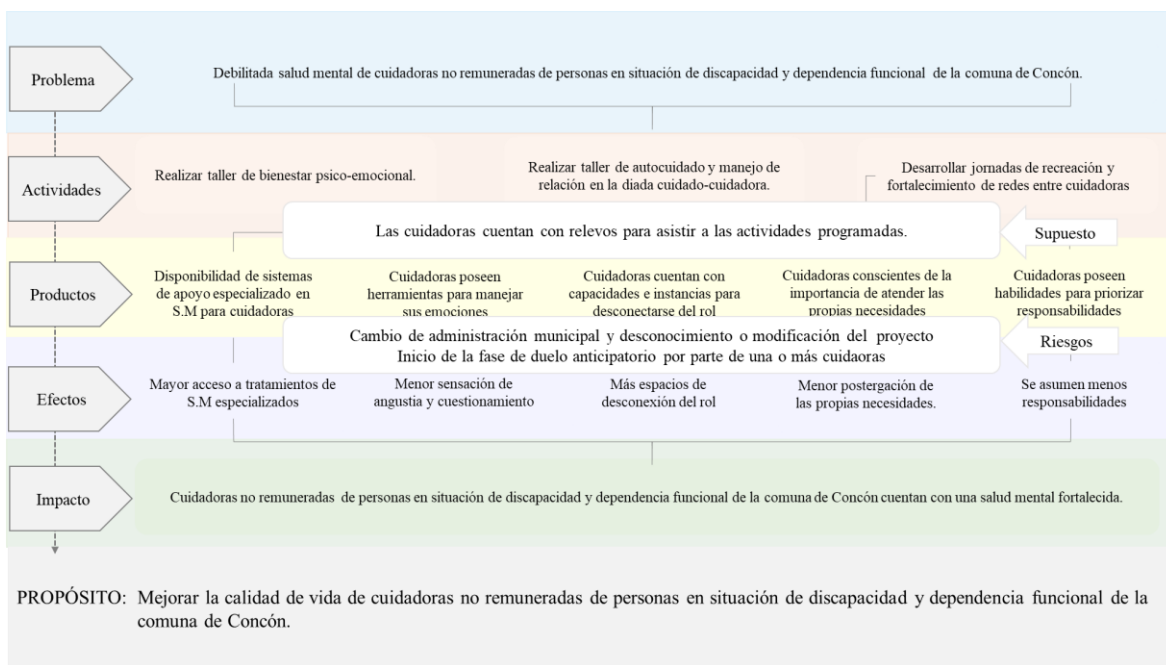 Problema
Debilitada salud mental de cuidadoras no remuneradas de personas en situación de discapacidad y dependencia funcional de la comuna de Concón.
Actividades
Realizar taller de bienestar psico-emocional.
Realizar taller de autocuidado y manejo de
relación en la diada cuidado-cuidadora.
Desarrollar jornadas de recreación y
fortalecimiento de redes entre cuidadoras
Las cuidadoras cuentan con relevos para asistir a las actividades programadas.
Supuesto
Productos
Disponibilidad de sistemas
de apoyo especializado en
S.M para cuidadoras
Cuidadoras poseen
herramientas para manejar
sus emociones
Cuidadoras cuentan con
capacidades e instancias para
desconectarse del rol
Cuidadoras conscientes de la
importancia de atender las
propias necesidades
Cuidadoras poseen
habilidades para priorizar
responsabilidades
Cambio de administración municipal y desconocimiento o modificación del proyecto
Inicio de la fase de duelo anticipatorio por parte de una o más cuidaoras
Riesgos
Efectos
Mayor acceso a tratamientos de
S.M especializados
Menor sensación de
angustia y cuestionamiento
Más espacios de
desconexión del rol
Menor postergación de
las propias necesidades.
Se asumen menos
responsabilidades
Impacto
Cuidadoras no remuneradas de personas en situación de discapacidad y dependencia funcional de la comuna de Concón cuentan con una salud mental fortalecida.
PROPÓSITO: Mejorar la calidad de vida de cuidadoras no remuneradas de personas en situación de discapacidad y dependencia funcional de la
comuna de Concón.